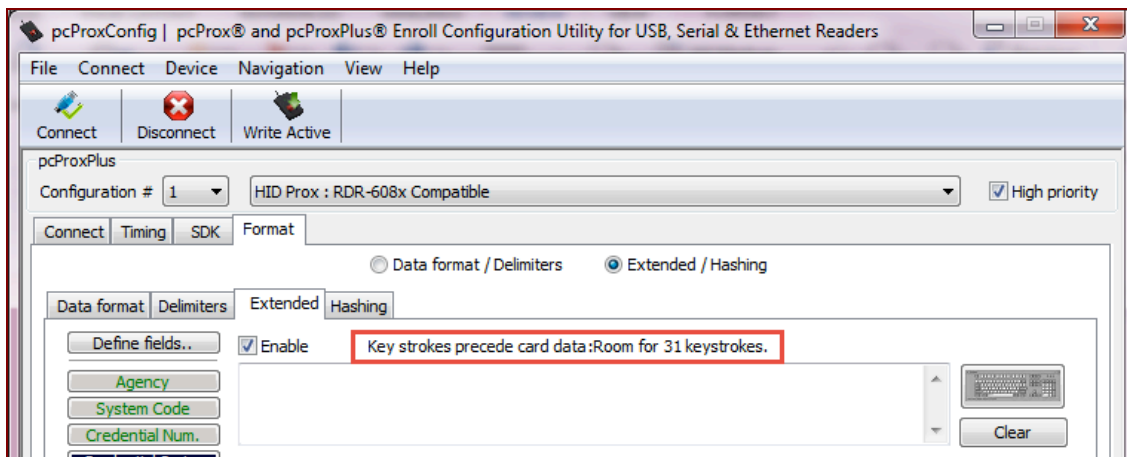 pcProxConfig | pcProx® and pcProxPlus® Enroll Configuration Utility for USB, Serial & Ethernet Readers
File Connect Device Navigation View Help
Connect Disconnect Write Active
pcProxPlus
Configuration # 1 HID Prox : RDR-608x Compatible High priority
Connect Timing SDK Format
Data format / Delimiters Extended / Hashing
Data format Delimiters Extended Hashing
Define fields.. Enable Key strokes precede card data:Room for 31 keystrokes.
Agency
System Code
Credential Num. Clear